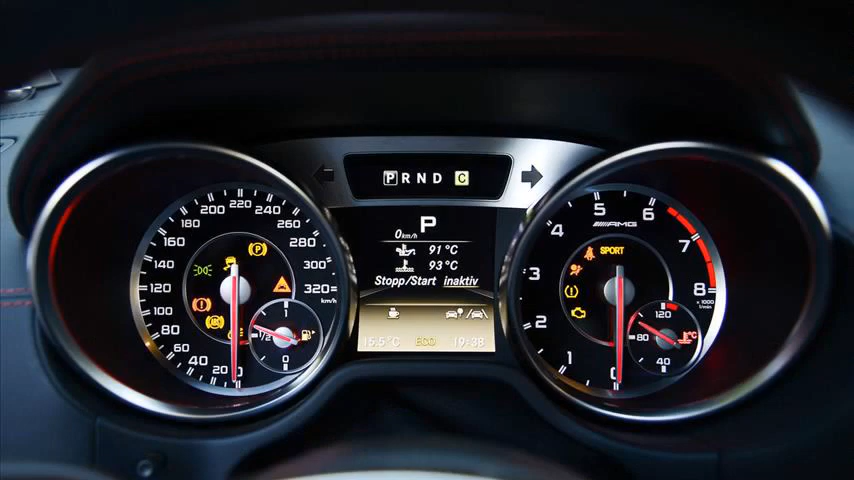 P R N D C
P
0 km/h
91 °C
93 °C
Stopp/Start inaktiv
15.5°C ECO 19:38
20
40
60
80
100
120
140
160
180
200
220
240
260
280
300
320
km/h
1
1/2
0
(P)
(!)
(ABS)
AMG
SPORT
0
1
2
3
4
5
6
7
8
x 1000
1/min
120
80
40
°C